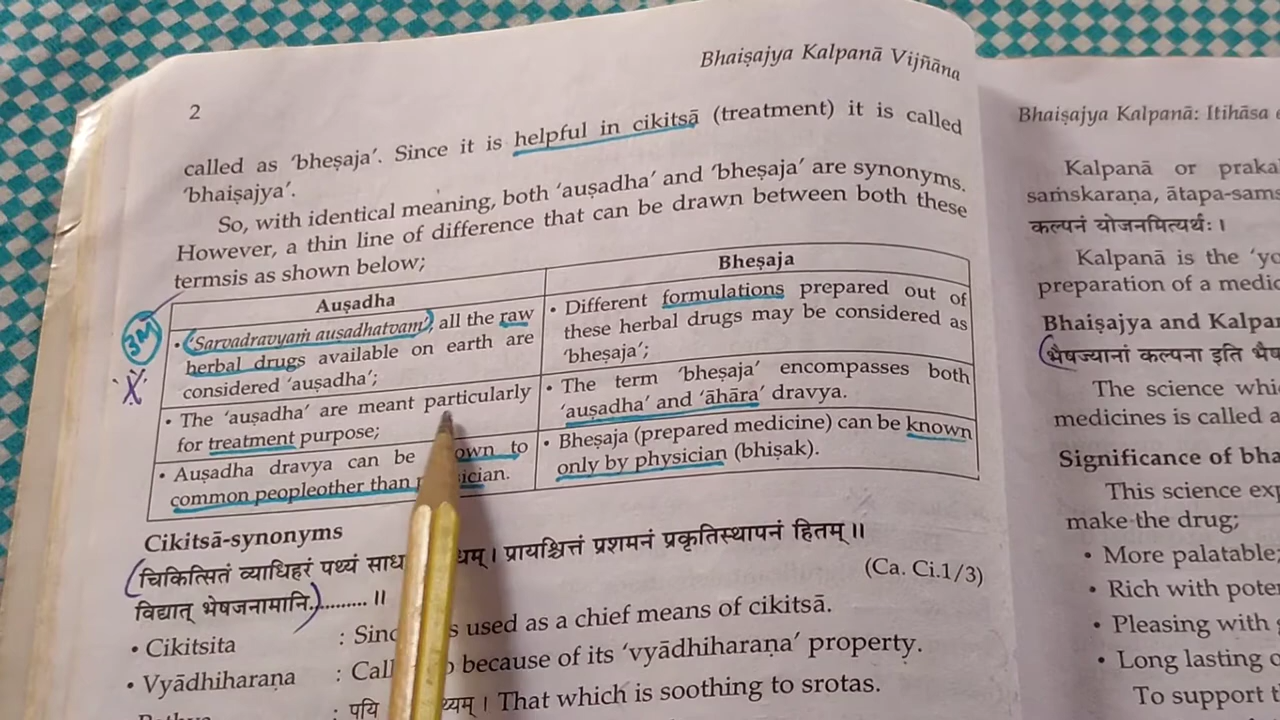 Bhaiṣajya Kalpanā Vijñāna
2
called as 'bheṣaja'. Since it is helpful in cikitsā (treatment) it is called
'bhaiṣajya'.
So, with identical meaning, both 'auṣadha' and 'bheṣaja' are synonyms.
However, a thin line of difference that can be drawn between both these
termsis as shown below;
Auṣadha
• 'Sarvadravyaṁ auṣadhatvam', all the raw
herbal drugs available on earth are
considered 'auṣadha';
• The 'auṣadha' are meant particularly
for treatment purpose;
• Auṣadha dravya can be own to
common peopleother than ician.
Bheṣaja
• Different formulations prepared out of
these herbal drugs may be considered as
'bheṣaja';
• The term 'bheṣaja' encompasses both
'auṣadha' and 'āhāra' dravya.
• Bheṣaja (prepared medicine) can be known
only by physician (bhiṣak).
3M
X
Cikitsā-synonyms
चिकित्सितं व्याधिहरं पथ्यं साध धम्। प्रायश्चित्तं प्रशमनं प्रकृतिस्थापनं हितम्॥
(Ca. Ci.1/3)
विद्यात् भेषजनामानि.......... ॥
• Cikitsita : Sinc s used as a chief means of cikitsā.
• Vyādhiharaṇa : Call o because of its 'vyādhiharaṇa' property.
: पयि थ्यम्। That which is soothing to srotas.
Bhaiṣajya Kalpanā: Itihāsa
Kalpanā or praka
saṁskaraṇa, ātapa-saṁs
कल्पनं योजनमित्यर्थः।
Kalpanā is the 'yo
preparation of a medic
Bhaiṣajya and Kalpan
भैषज्यानां कल्पना इति भैष
The science whi
medicines is called a
Significance of bha
This science exp
make the drug;
• More palatable;
• Rich with poten
• Pleasing with
• Long lasting
To support t